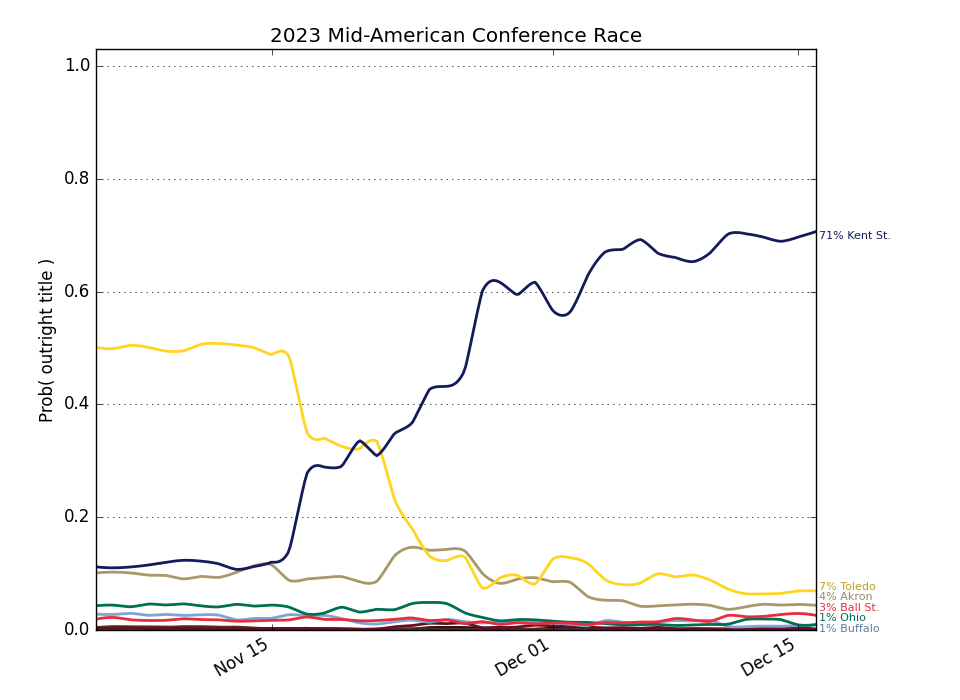 2023 Mid-American Conference Race
1.0
0.8
0.6
0.4
0.2
0.0
Prob( outright title )
Nov 15
Dec 01
Dec 15
71% Kent St.
7% Toledo
4% Akron
3% Ball St.
1% Ohio
1% Buffalo